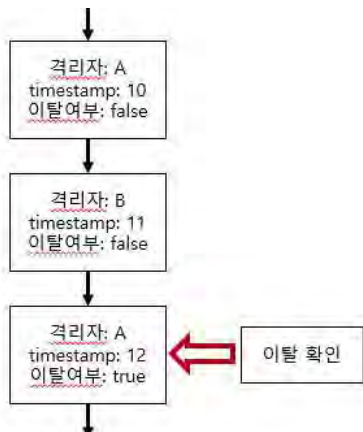 격리자: A
timestamp: 10
이탈여부: false
격리자: B
timestamp: 11
이탈여부: false
격리자: A
timestamp: 12
이탈여부: true
이탈 확인